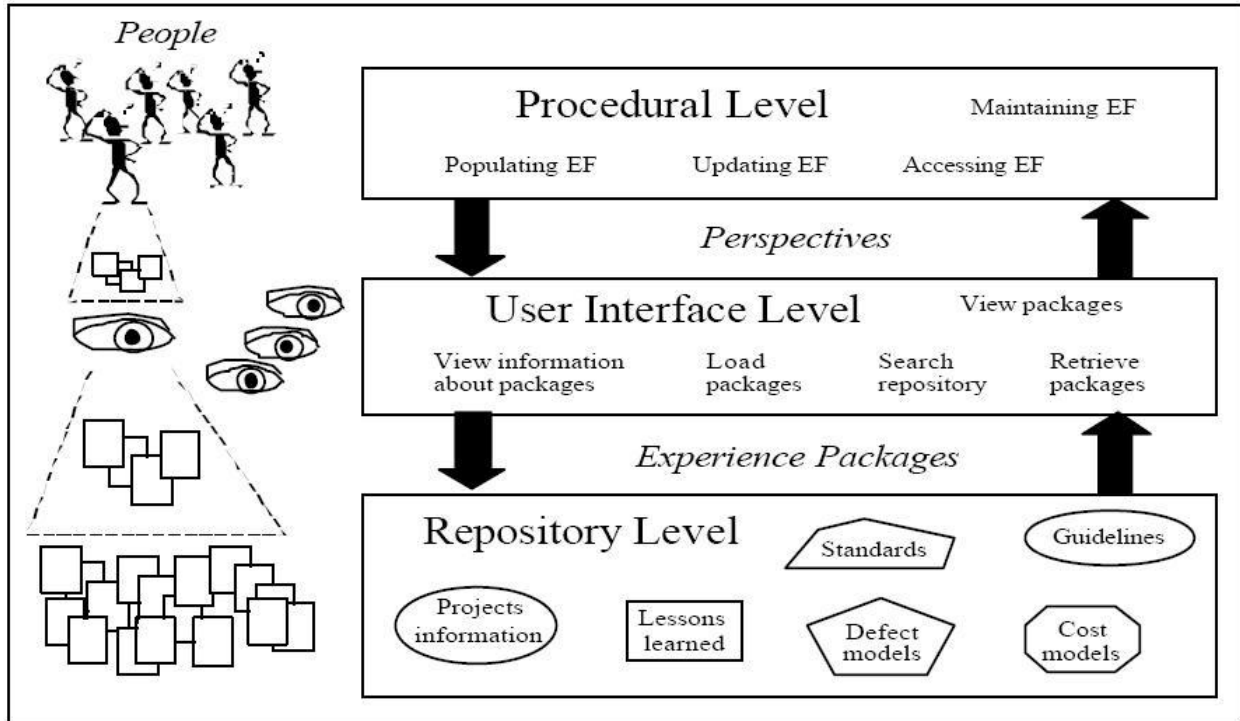 People
Procedural Level
Maintaining EF
Populating EF
Updating EF
Accessing EF
Perspectives
User Interface Level
View packages
View information
about packages
Load
packages
Search
repository
Retrieve
packages
Experience Packages
Repository Level
Standards
Guidelines
Projects
information
Lessons
learned
Defect
models
Cost
models